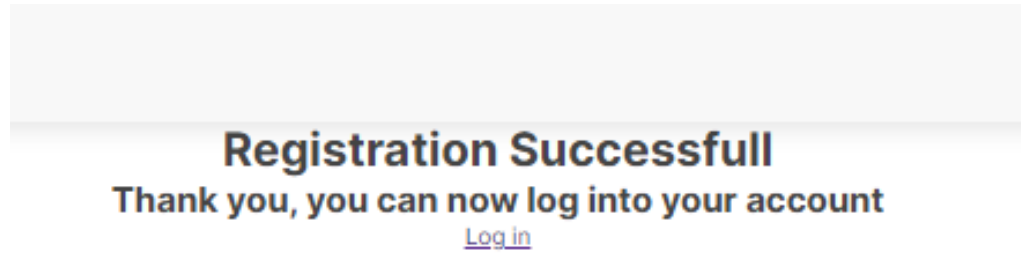 Registration Successfull
Thank you, you can now log into your account
Log in